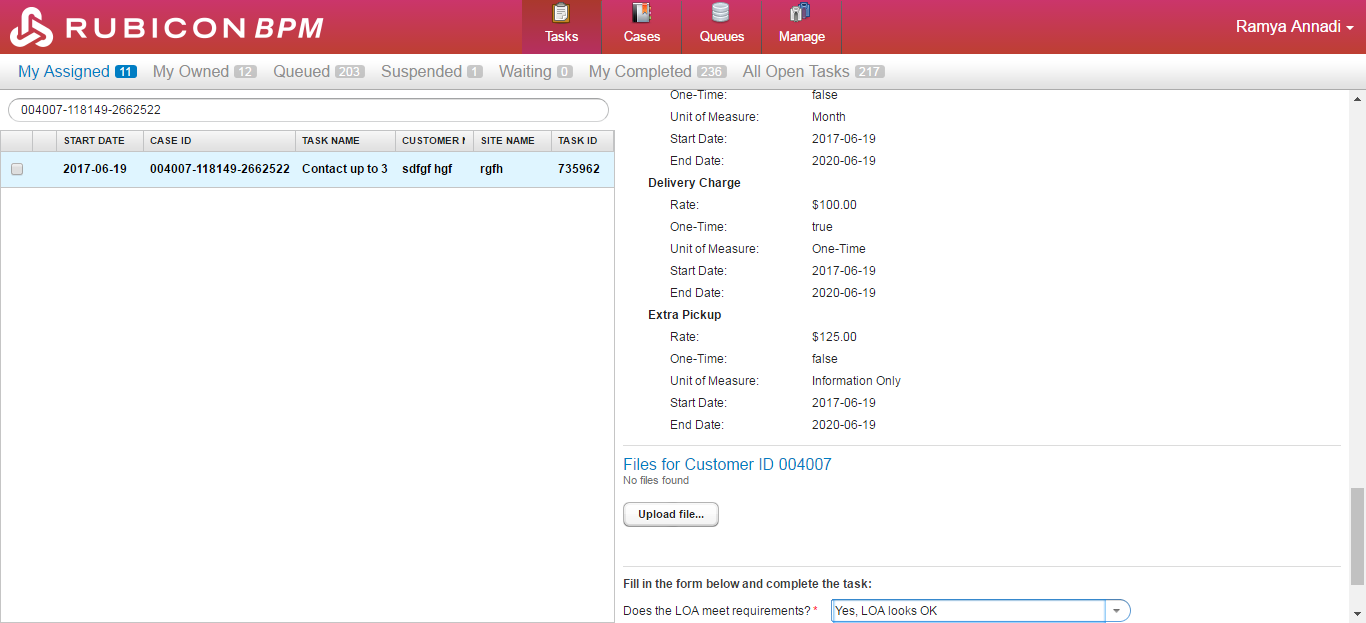 RUBICON BPM
Tasks Cases Queues Manage
Ramya Annadi
My Assigned 11 My Owned 12 Queued 203 Suspended 1 Waiting 0 My Completed 236 All Open Tasks 217
004007-118149-2662522
START DATE CASE ID TASK NAME CUSTOMER N SITE NAME TASK ID
2017-06-19 004007-118149-2662522 Contact up to 3 sdfgf hgf rgfh 735962
One-Time: false
Unit of Measure: Month
Start Date: 2017-06-19
End Date: 2020-06-19
Delivery Charge
Rate: $100.00
One-Time: true
Unit of Measure: One-Time
Start Date: 2017-06-19
End Date: 2020-06-19
Extra Pickup
Rate: $125.00
One-Time: false
Unit of Measure: Information Only
Start Date: 2017-06-19
End Date: 2020-06-19
Files for Customer ID 004007
No files found
Upload file...
Fill in the form below and complete the task:
Does the LOA meet requirements? * Yes, LOA looks OK